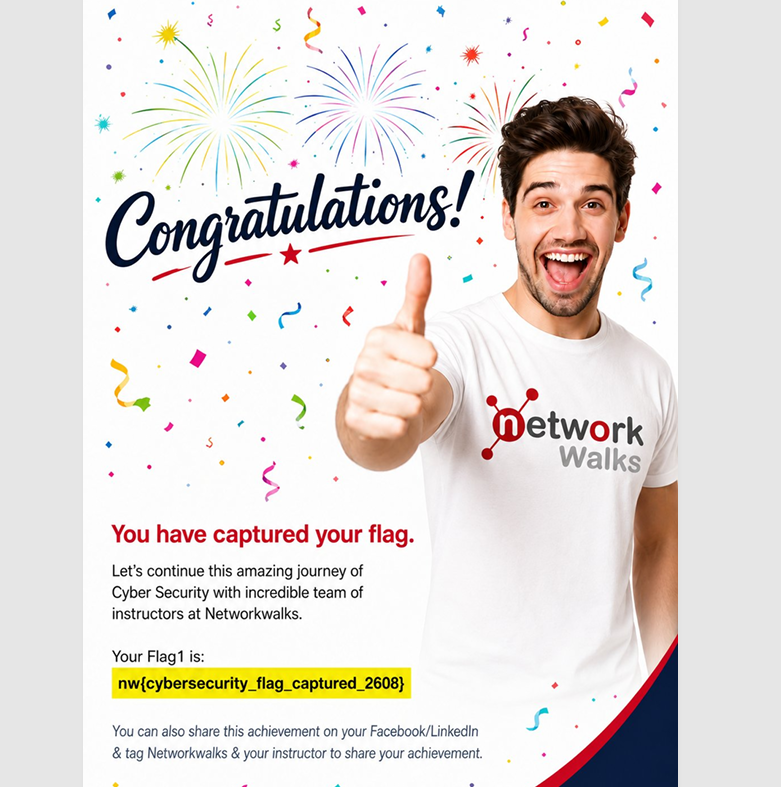 Congratulations!
network
Walks
You have captured your flag.
Let's continue this amazing journey of
Cyber Security with incredible team of
instructors at Networkwalks.
Your Flag1 is:
nw{cybersecurity_flag_captured_2608}
You can also share this achievement on your Facebook/LinkedIn
& tag Networkwalks & your instructor to share your achievement.